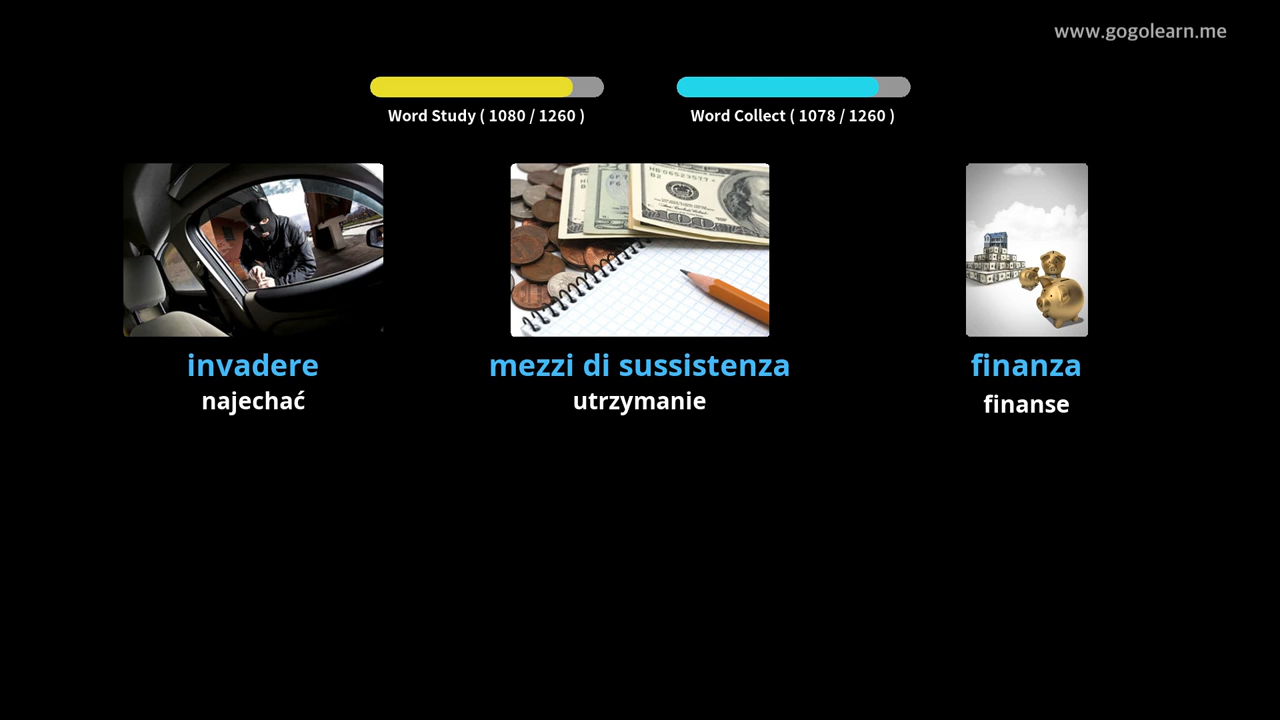 www.gogolearn.me
Word Study ( 1080 / 1260 )
Word Collect ( 1078 / 1260 )
100
invadere
mezzi di sussistenza
finanza
najechać
utrzymanie
finanse